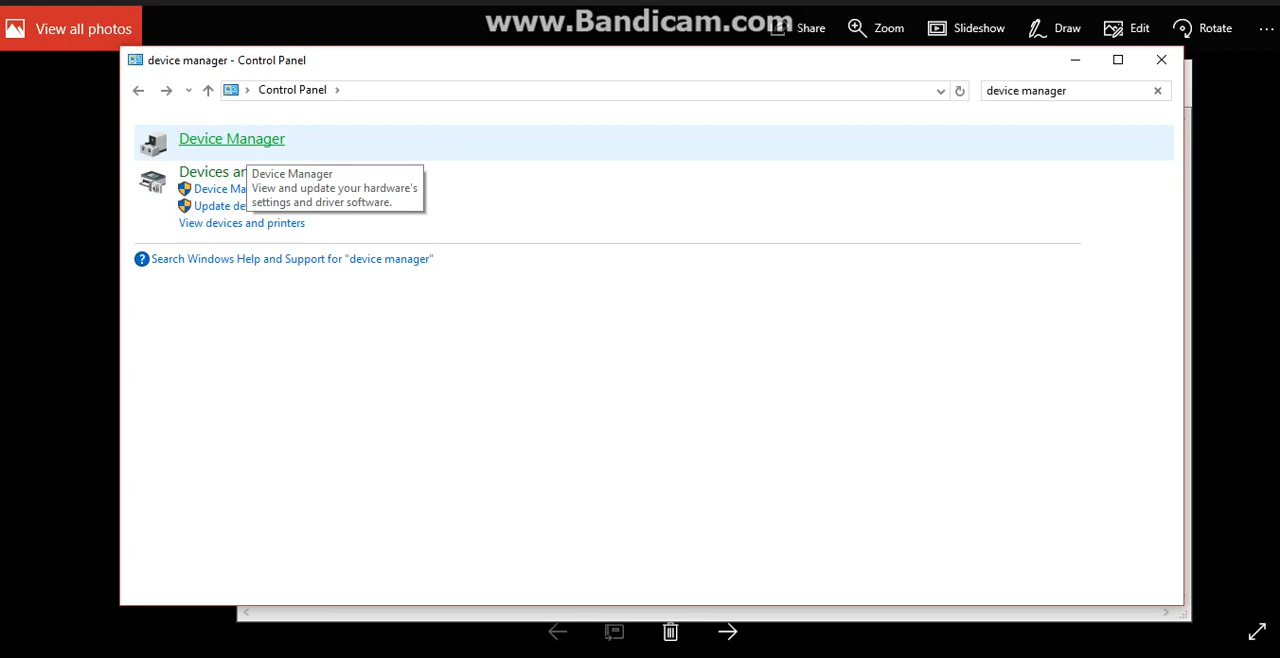 www.Bandicam.com
View all photos
Share
Zoom
Slideshow
Draw
Edit
Rotate
device manager - Control Panel
Control Panel
device manager
Device Manager
Devices an
Device Manager
View and update your hardware's
settings and driver software.
Device Ma
Update de
View devices and printers
Search Windows Help and Support for "device manager"